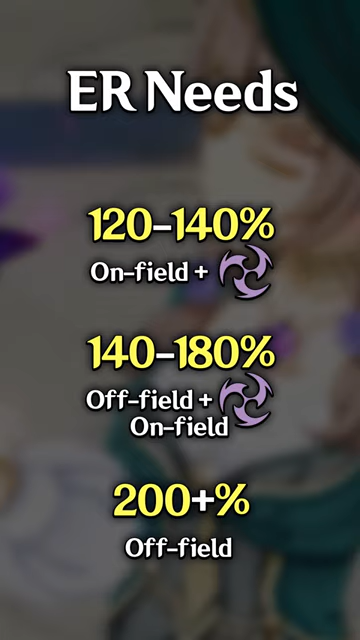 ER Needs
120-140%
On-field +
140-180%
Off-field +
On-field
200+%
Off-field